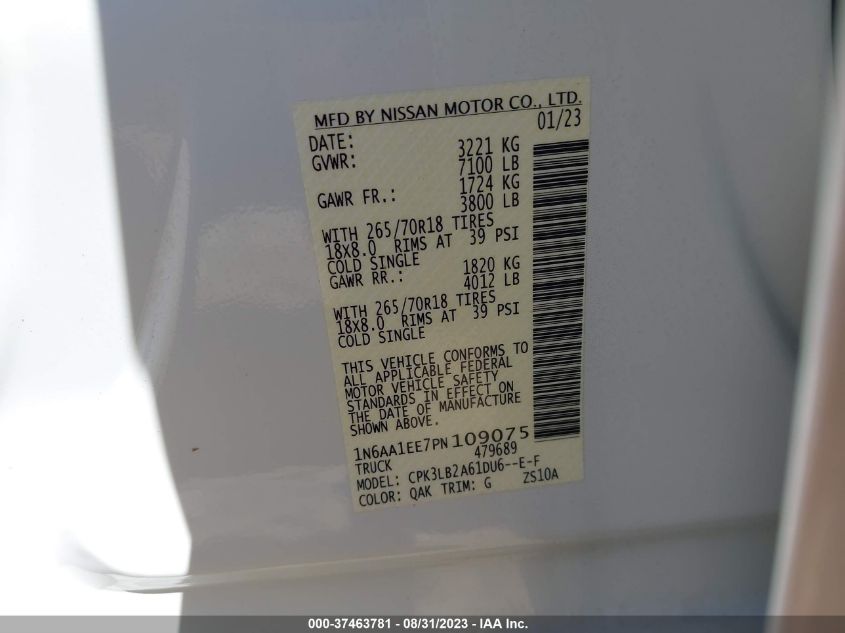 MFD BY NISSAN MOTOR CO., LTD.
DATE: 01/23
GVWR: 3221 KG
7100 LB
GAWR FR.: 1724 KG
3800 LB
WITH 265/70R18 TIRES
18X8.0 RIMS AT 39 PSI
COLD SINGLE
GAWR RR.: 1820 KG
4012 LB
WITH 265/70R18 TIRES
18X8.0 RIMS AT 39 PSI
COLD SINGLE
THIS VEHICLE CONFORMS TO
ALL APPLICABLE FEDERAL
MOTOR VEHICLE SAFETY
STANDARDS IN EFFECT ON
THE DATE OF MANUFACTURE
SHOWN ABOVE.
1N6AA1EE7PN109075
TRUCK 479689
MODEL: CPK3LB2A61DU6--E-F
COLOR: QAK TRIM: G ZS10A
000-37463781 - 08/31/2023 - IAA Inc.